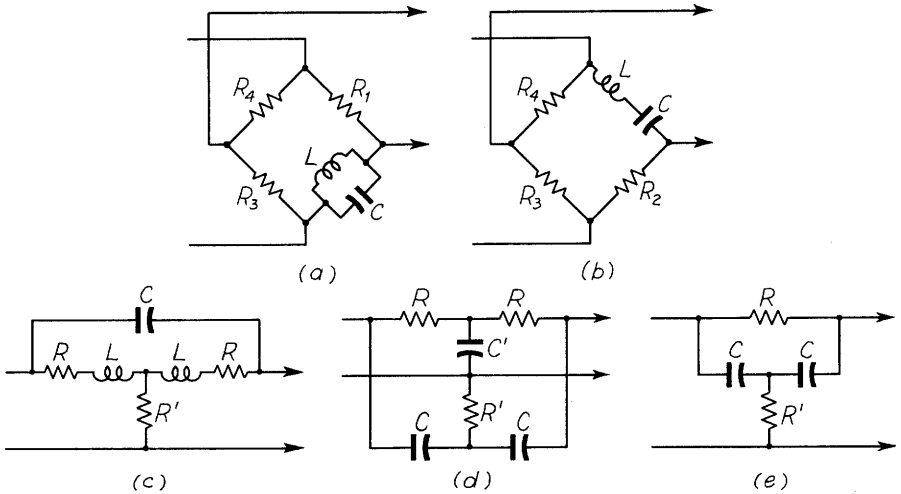 R4 R1
L
R3 C
(a)
L
R4 C
R3 R2
(b)
C
R L L R
R'
(c)
R R
C'
R'
C C
(d)
R
C C
R'
(e)